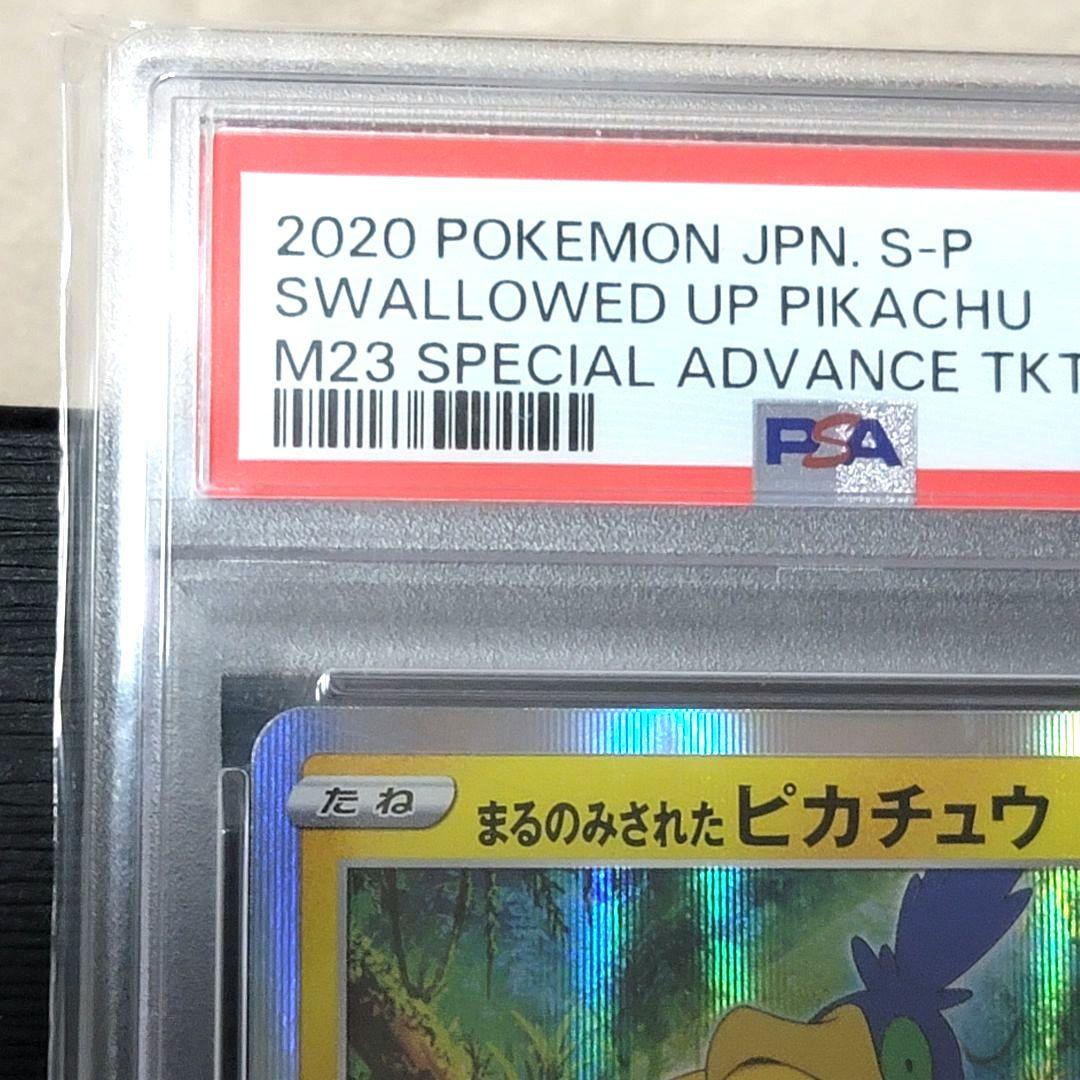 2020 POKEMON JPN. S-P
SWALLOWED UP PIKACHU
M23 SPECIAL ADVANCE TKT
PSA
たね まるのみされたピカチュウ